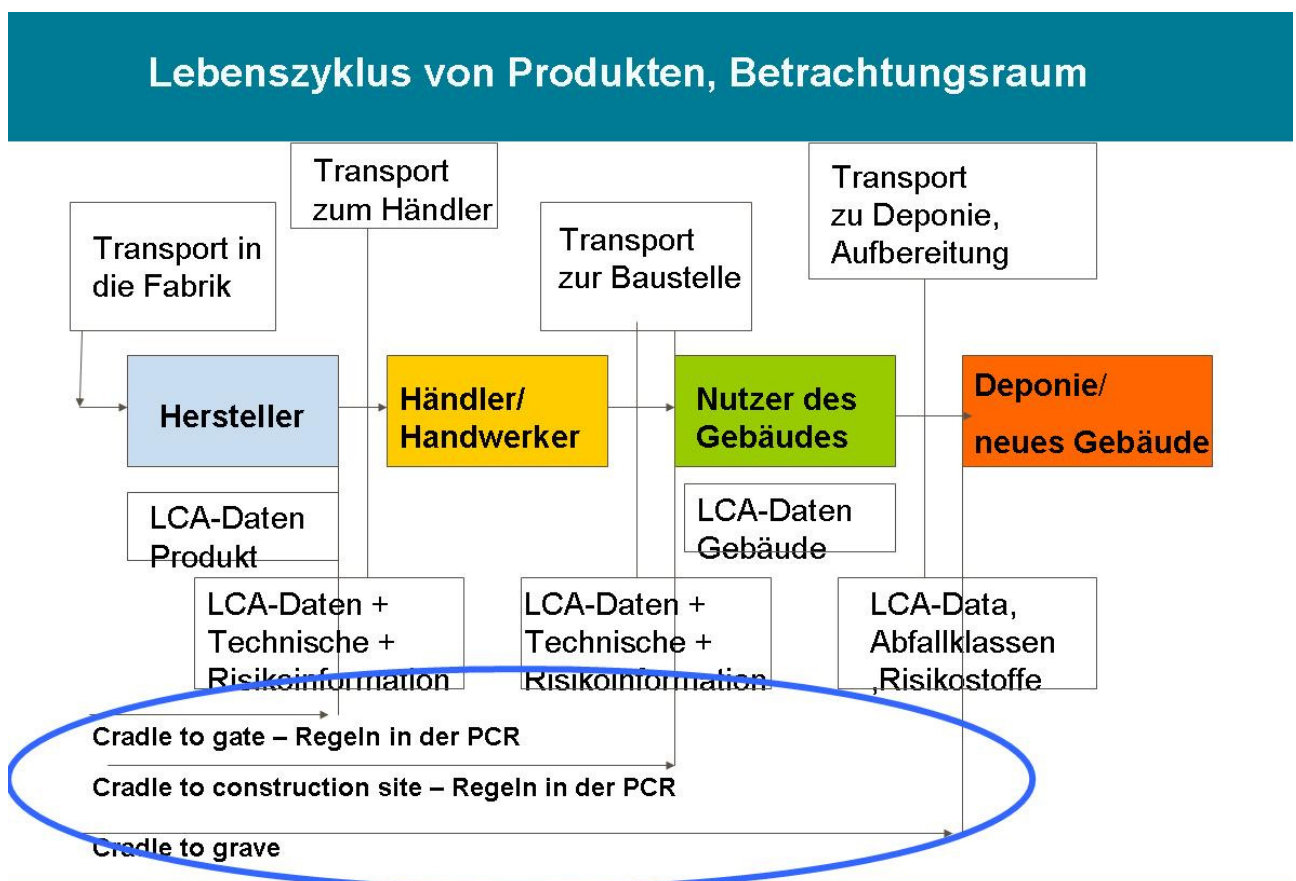 Lebenszyklus von Produkten, Betrachtungsraum
Transport
zum Händler
Transport
zu Deponie,
Aufbereitung
Transport in
die Fabrik
Transport
zur Baustelle
Hersteller
Händler/
Handwerker
Nutzer des
Gebäudes
Deponie/
neues Gebäude
LCA-Daten
Produkt
LCA-Daten
Gebäude
LCA-Daten +
Technische +
Risikoinformation
LCA-Daten +
Technische +
Risikoinformation
LCA-Data,
Abfallklassen
,Risikostoffe
Cradle to gate – Regeln in der PCR
Cradle to construction site – Regeln in der PCR
Cradle to grave